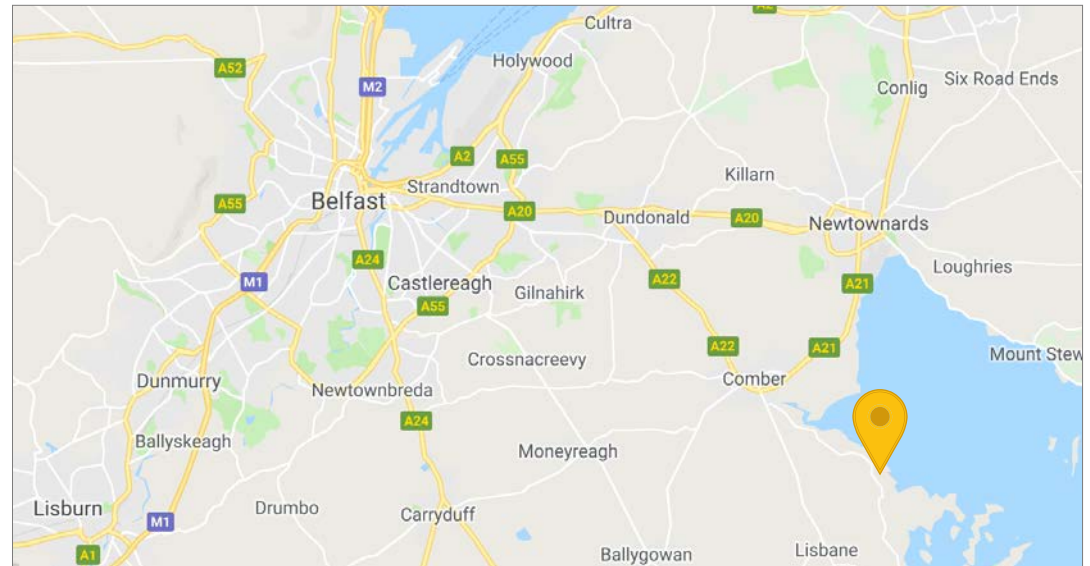 A2
Cultra
Holywood
A52
M2
Conlig
Six Road Ends
A2
A55
Killarn
Strandtown
Belfast
A55
A20
Dundonald
A20
Newtownards
A24
Loughries
M1
Castlereagh
A22
A21
Gilnahirk
A55
A22
A21
Mount Stew
Crossnacreevy
Dunmurry
Comber
Newtownbreda
A24
Ballyskeagh
Moneyreagh
Lisburn
Drumbo
Carryduff
M1
A1
Ballygowan
Lisbane